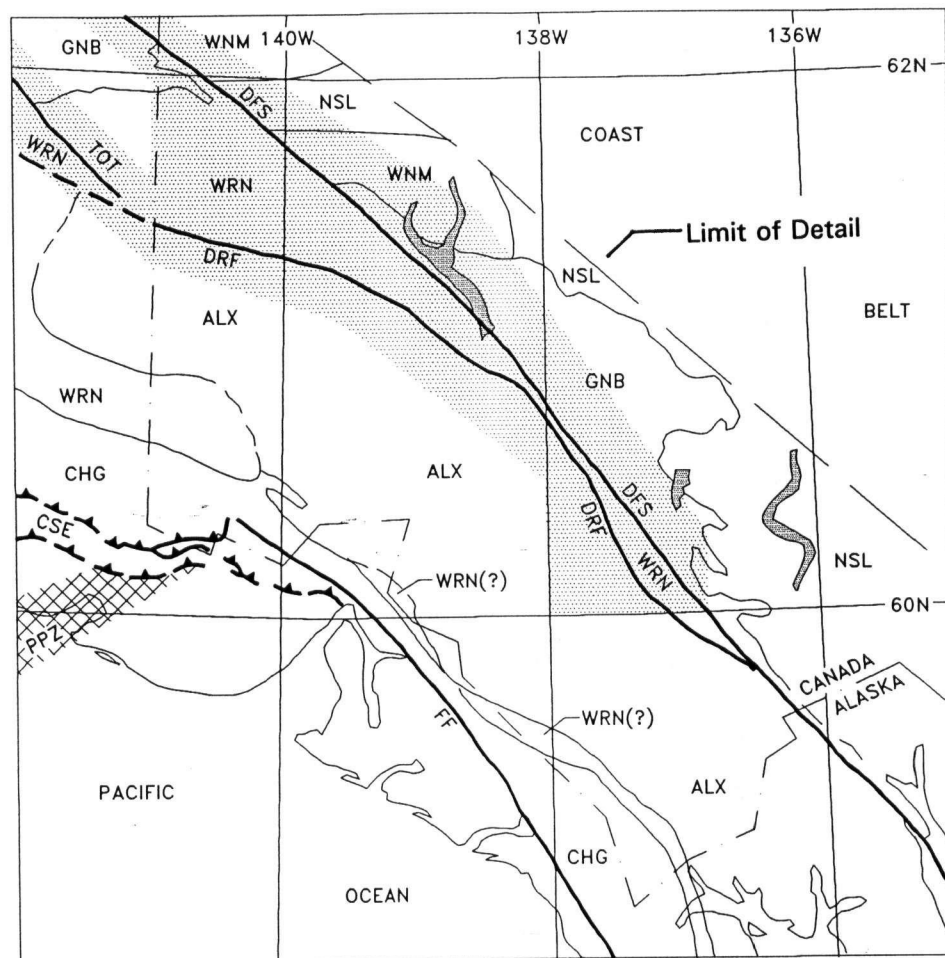 GNB
WNM
140W
138W
136W
62N
DFS
NSL
COAST
TOT
WRN
WRN
WNM
Limit of Detail
DRF
NSL
ALX
BELT
GNB
WRN
CHG
ALX
CSE
DFS
DRF
NSL
WRN
WRN(?)
60N
PPZ
CANADA
ALASKA
FF
WRN(?)
PACIFIC
ALX
CHG
OCEAN